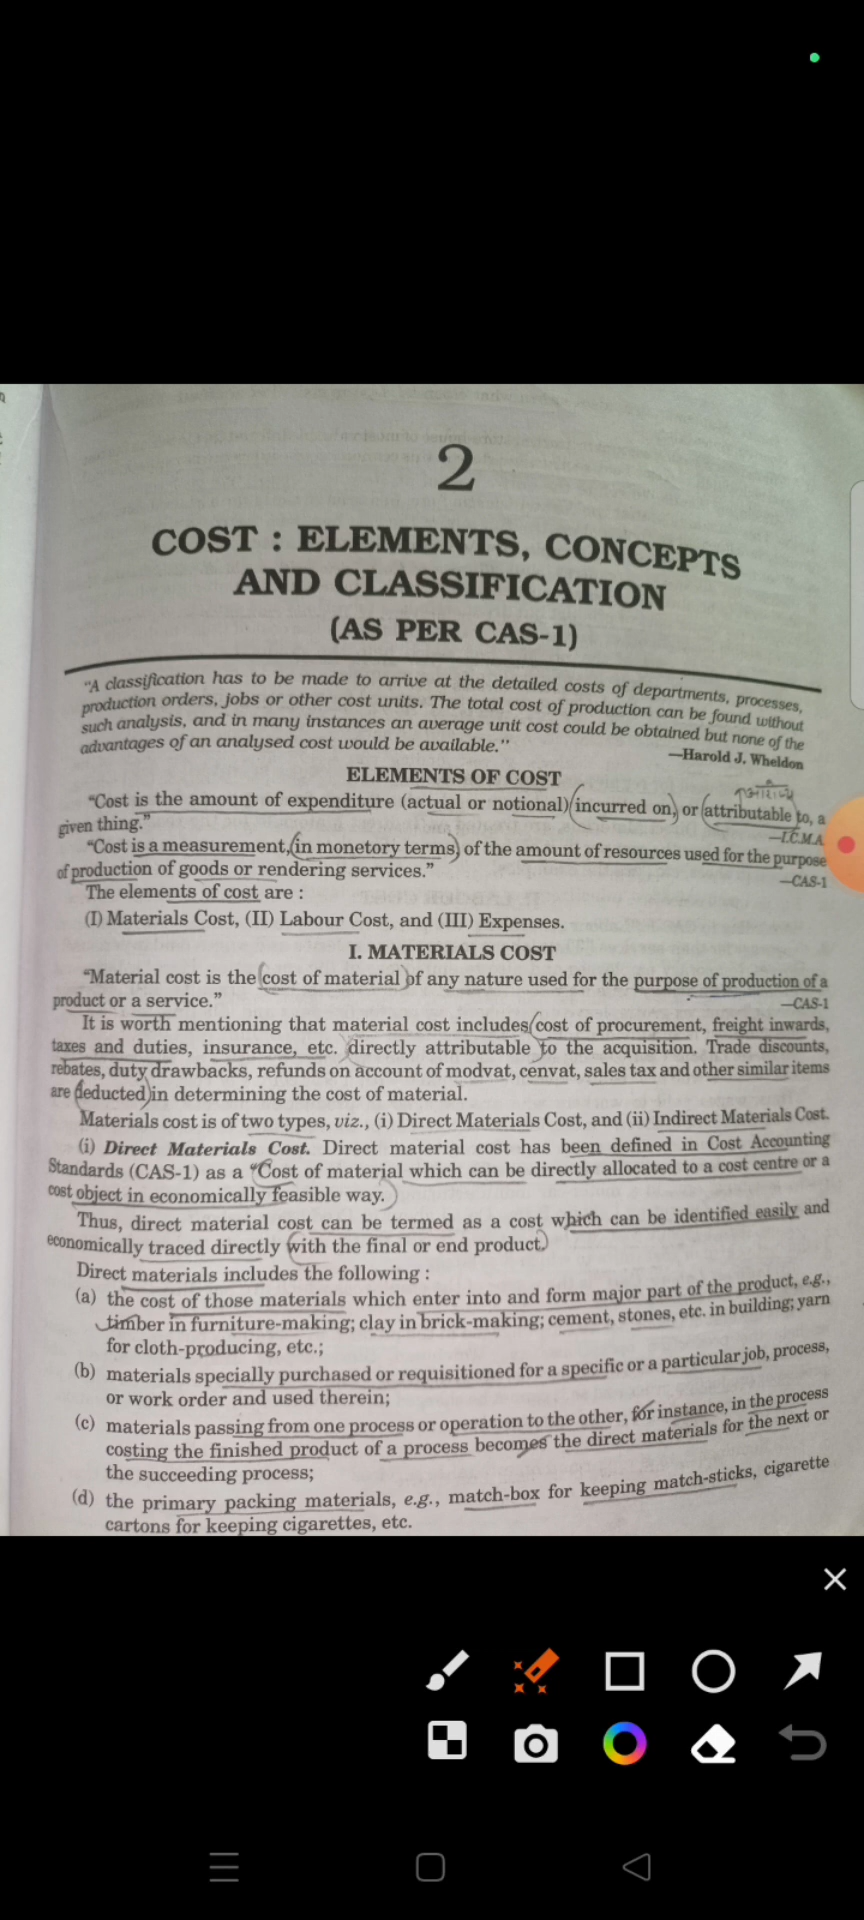 2
COST : ELEMENTS, CONCEPTS
AND CLASSIFICATION
(AS PER CAS-1)
"A classification has to be made to arrive at the detailed costs of departments, processes,
production orders, jobs or other cost units. The total cost of production can be found without
such analysis, and in many instances an average unit cost could be obtained but none of the
advantages of an analysed cost would be available."
—Harold J. Wheldon
ELEMENTS OF COST
"Cost is the amount of expenditure (actual or notional) incurred on, or attributable to, a
given thing."
—I.C.M.A.
"Cost is a measurement, in monetory terms, of the amount of resources used for the purpose
of production of goods or rendering services."
—CAS-1
The elements of cost are :
(I) Materials Cost, (II) Labour Cost, and (III) Expenses.
I. MATERIALS COST
"Material cost is the cost of material of any nature used for the purpose of production of a
product or a service."
—CAS-1
It is worth mentioning that material cost includes cost of procurement, freight inwards,
taxes and duties, insurance, etc. directly attributable to the acquisition. Trade discounts,
rebates, duty drawbacks, refunds on account of modvat, cenvat, sales tax and other similar items
are deducted in determining the cost of material.
Materials cost is of two types, viz., (i) Direct Materials Cost, and (ii) Indirect Materials Cost.
(i) Direct Materials Cost. Direct material cost has been defined in Cost Accounting
Standards (CAS-1) as a "Cost of material which can be directly allocated to a cost centre or a
cost object in economically feasible way.
Thus, direct material cost can be termed as a cost which can be identified easily and
economically traced directly with the final or end product.
Direct materials includes the following :
(a) the cost of those materials which enter into and form major part of the product, e.g.,
timber in furniture-making; clay in brick-making; cement, stones, etc. in building; yarn
for cloth-producing, etc.;
(b) materials specially purchased or requisitioned for a specific or a particular job, process,
or work order and used therein;
(c) materials passing from one process or operation to the other, for instance, in the process
costing the finished product of a process becomes the direct materials for the next or
the succeeding process;
(d) the primary packing materials, e.g., match-box for keeping match-sticks, cigarette
cartons for keeping cigarettes, etc.